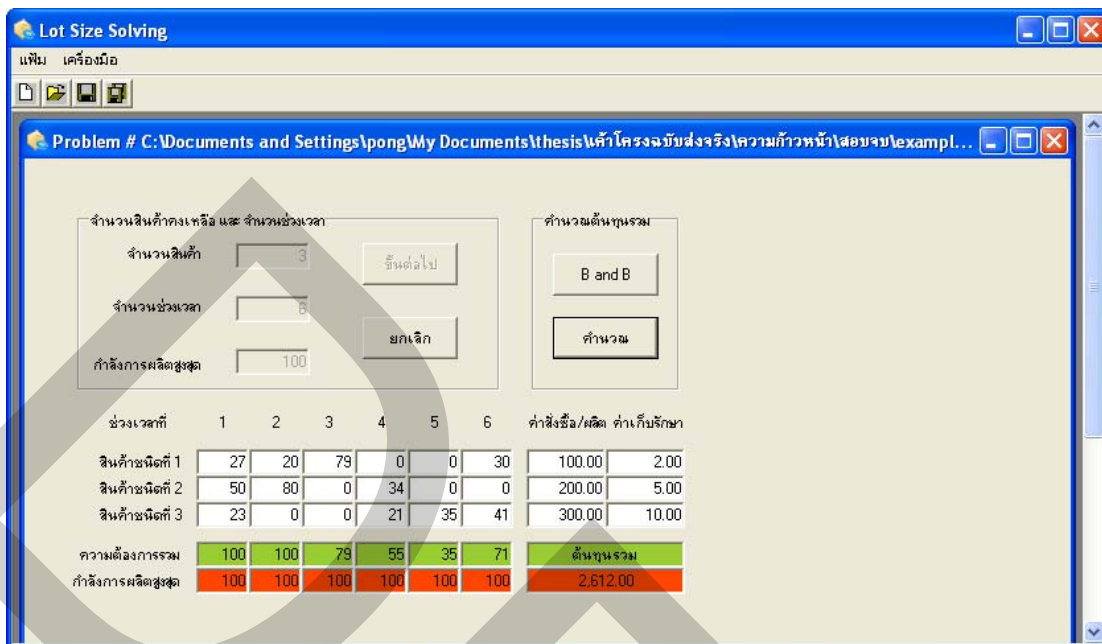 Lot Size Solving
แฟ้ม เครื่องมือ
Problem # C:\Documents and Settings\pong\My Documents\thesis\เค้าโครงฉบับส่งจริง\ความก้าวหน้า\สอบจบ\exampl...
จำนวนสินค้าคงเหลือ และ จำนวนช่วงเวลา คำนวณต้นทุนรวม
จำนวนสินค้า 3 ขั้นต่อไป B and B
จำนวนช่วงเวลา 6 ยกเลิก คำนวณ
กำลังการผลิตสูงสุด 100
ช่วงเวลาที่ 1 2 3 4 5 6 ค่าสั่งซื้อ/ผลิต ค่าเก็บรักษา
สินค้าชนิดที่ 1 27 20 79 0 0 30 100.00 2.00
สินค้าชนิดที่ 2 50 80 0 34 0 0 200.00 5.00
สินค้าชนิดที่ 3 23 0 0 21 35 41 300.00 10.00
ความต้องการรวม 100 100 79 55 35 71 ต้นทุนรวม
กำลังการผลิตสูงสุด 100 100 100 100 100 100 2,612.00